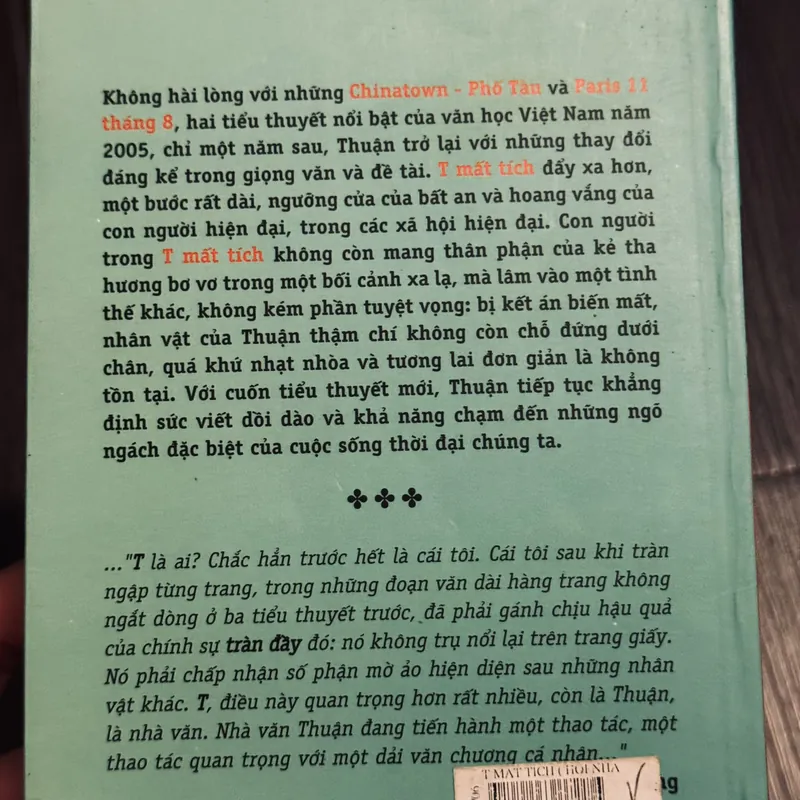 Không hài lòng với những Chinatown - Phố Tàu và Paris 11
tháng 8, hai tiểu thuyết nổi bật của văn học Việt Nam năm
2005, chỉ một năm sau, Thuận trở lại với những thay đổi
đáng kể trong giọng văn và đề tài. T mất tích đẩy xa hơn,
một bước rất dài, ngưỡng cửa của bất an và hoang vắng của
con người hiện đại, trong các xã hội hiện đại. Con người
trong T mất tích không còn mang thân phận của kẻ tha
hương bơ vơ trong một bối cảnh xa lạ, mà lâm vào một tình
thế khác, không kém phần tuyệt vọng: bị kết án biến mất,
nhân vật của Thuận thậm chí không còn chỗ đứng dưới
chân, quá khứ nhạt nhòa và tương lai đơn giản là không
tồn tại. Với cuốn tiểu thuyết mới, Thuận tiếp tục khẳng
định sức viết dồi dào và khả năng chạm đến những ngõ
ngách đặc biệt của cuộc sống thời đại chúng ta.
..."T là ai? Chắc hẳn trước hết là cái tôi. Cái tôi sau khi tràn
ngập từng trang, trong những đoạn văn dài hàng trang không
ngắt dòng ở ba tiểu thuyết trước, đã phải gánh chịu hậu quả
của chính sự tràn đầy đó: nó không trụ nổi lại trên trang giấy.
Nó phải chấp nhận số phận mờ ảo hiện diện sau những nhân
vật khác. T, điều này quan trọng hơn rất nhiều, còn là Thuận,
là nhà văn. Nhà văn Thuận đang tiến hành một thao tác, một
thao tác quan trọng với một dải văn chương cá nhân..."
T MAT TICH ( HOI NHA